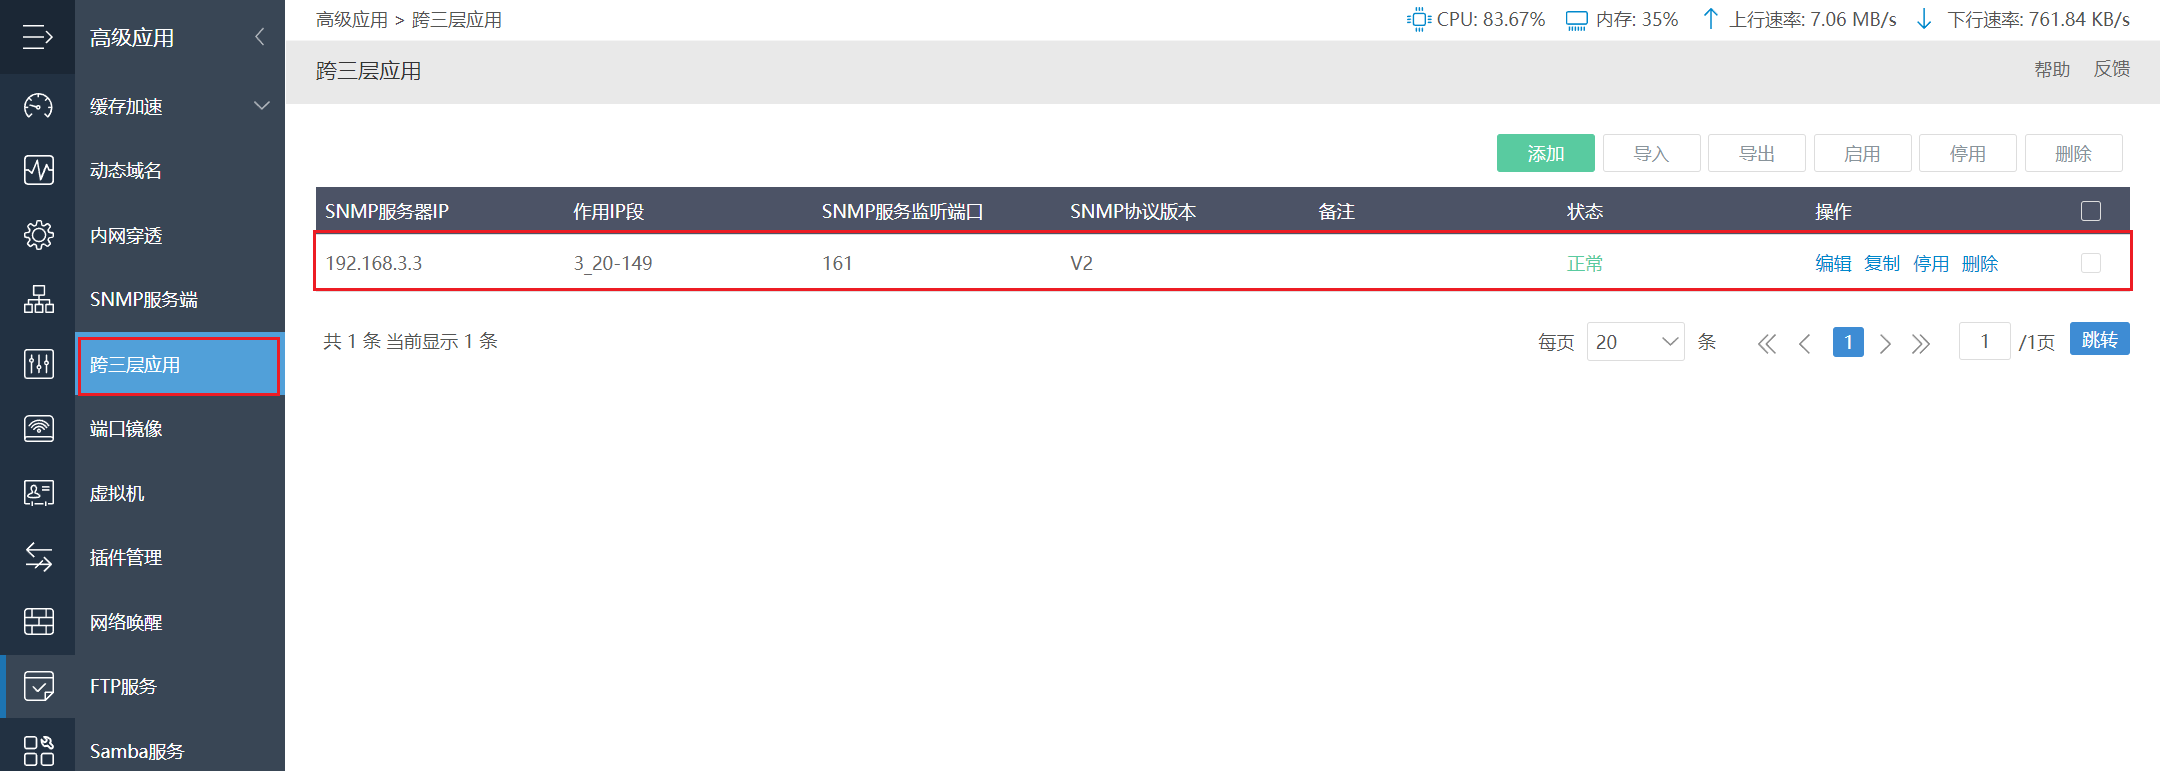 高级应用
缓存加速
动态域名
内网穿透
SNMP服务端
跨三层应用
端口镜像
虚拟机
插件管理
网络唤醒
FTP服务
Samba服务
高级应用 > 跨三层应用
CPU: 83.67% 内存: 35% 上行速率: 7.06 MB/s 下行速率: 761.84 KB/s
跨三层应用 帮助 反馈
添加 导入 导出 启用 停用 删除
SNMP服务器IP 作用IP段 SNMP服务监听端口 SNMP协议版本 备注 状态 操作
192.168.3.3 3_20-149 161 V2 正常 编辑 复制 停用 删除
共 1 条 当前显示 1 条 每页 20 条 1 1 /1页 跳转